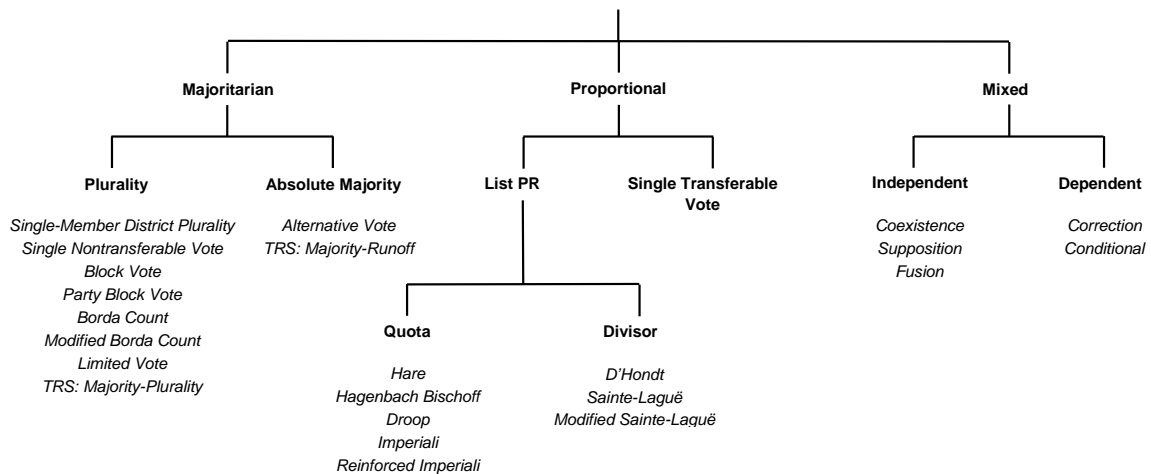 Majoritarian
Proportional
Mixed
Plurality
Absolute Majority
List PR
Single Transferable
Vote
Independent
Dependent
Single-Member District Plurality
Single Nontransferable Vote
Block Vote
Party Block Vote
Borda Count
Modified Borda Count
Limited Vote
TRS: Majority-Plurality
Alternative Vote
TRS: Majority-Runoff
Coexistence
Supposition
Fusion
Correction
Conditional
Quota
Divisor
Hare
Hagenbach Bischoff
Droop
Imperiali
Reinforced Imperiali
D'Hondt
Sainte-Laguë
Modified Sainte-Laguë